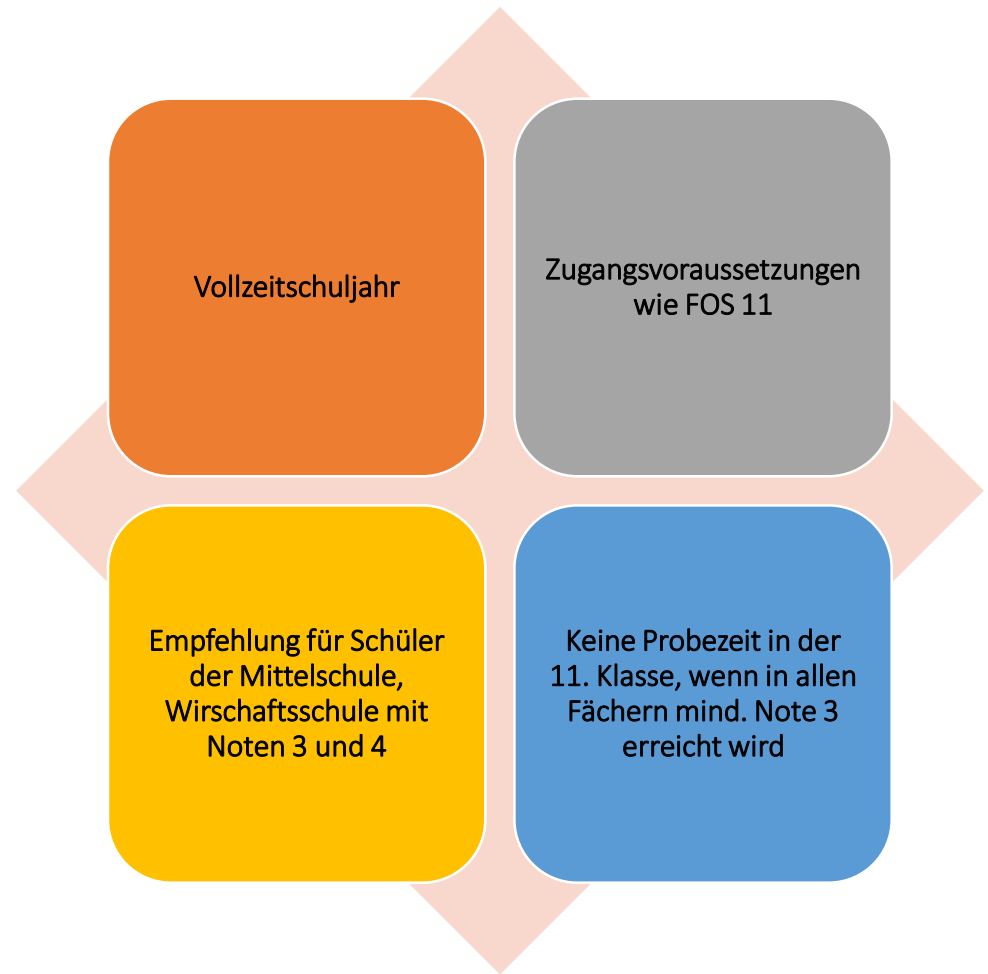 Vollzeitschuljahr
Zugangsvoraussetzungen
wie FOS 11
Empfehlung für Schüler
der Mittelschule,
Wirschaftsschule mit
Noten 3 und 4
Keine Probezeit in der
11. Klasse, wenn in allen
Fächern mind. Note 3
erreicht wird